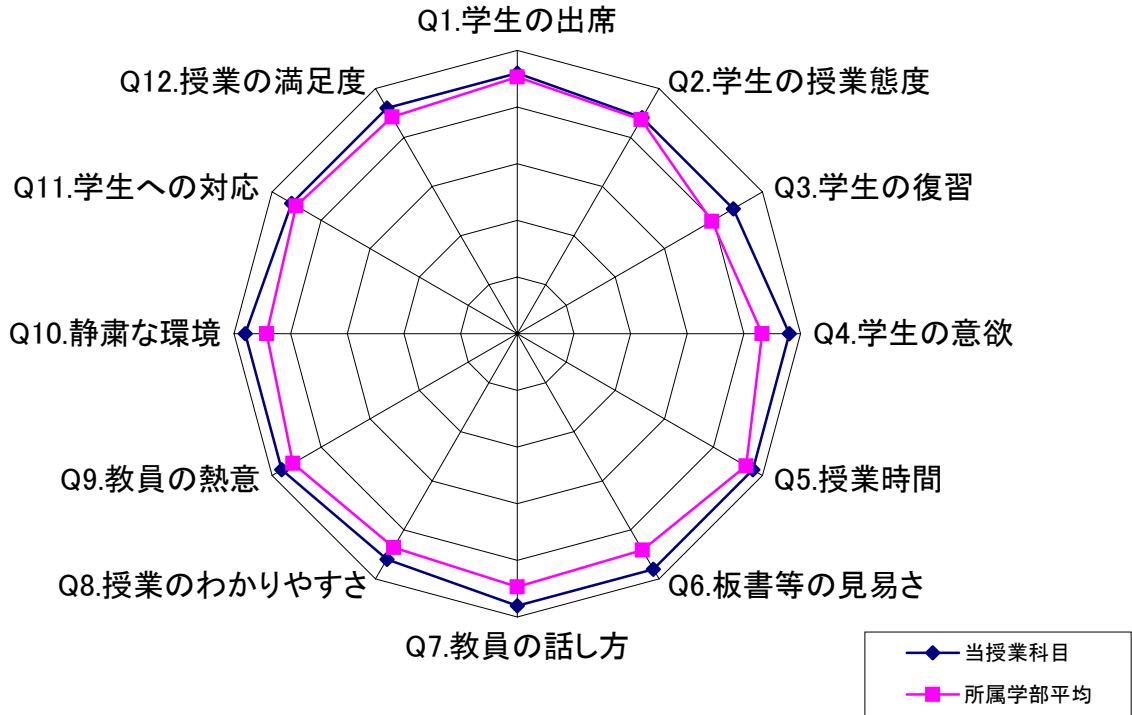 Q1.学生の出席
Q2.学生の授業態度
Q3.学生の復習
Q4.学生の意欲
Q5.授業時間
Q6.板書等の見易さ
Q7.教員の話し方
Q8.授業のわかりやすさ
Q9.教員の熱意
Q10.静粛な環境
Q11.学生への対応
Q12.授業の満足度
当授業科目
所属学部平均